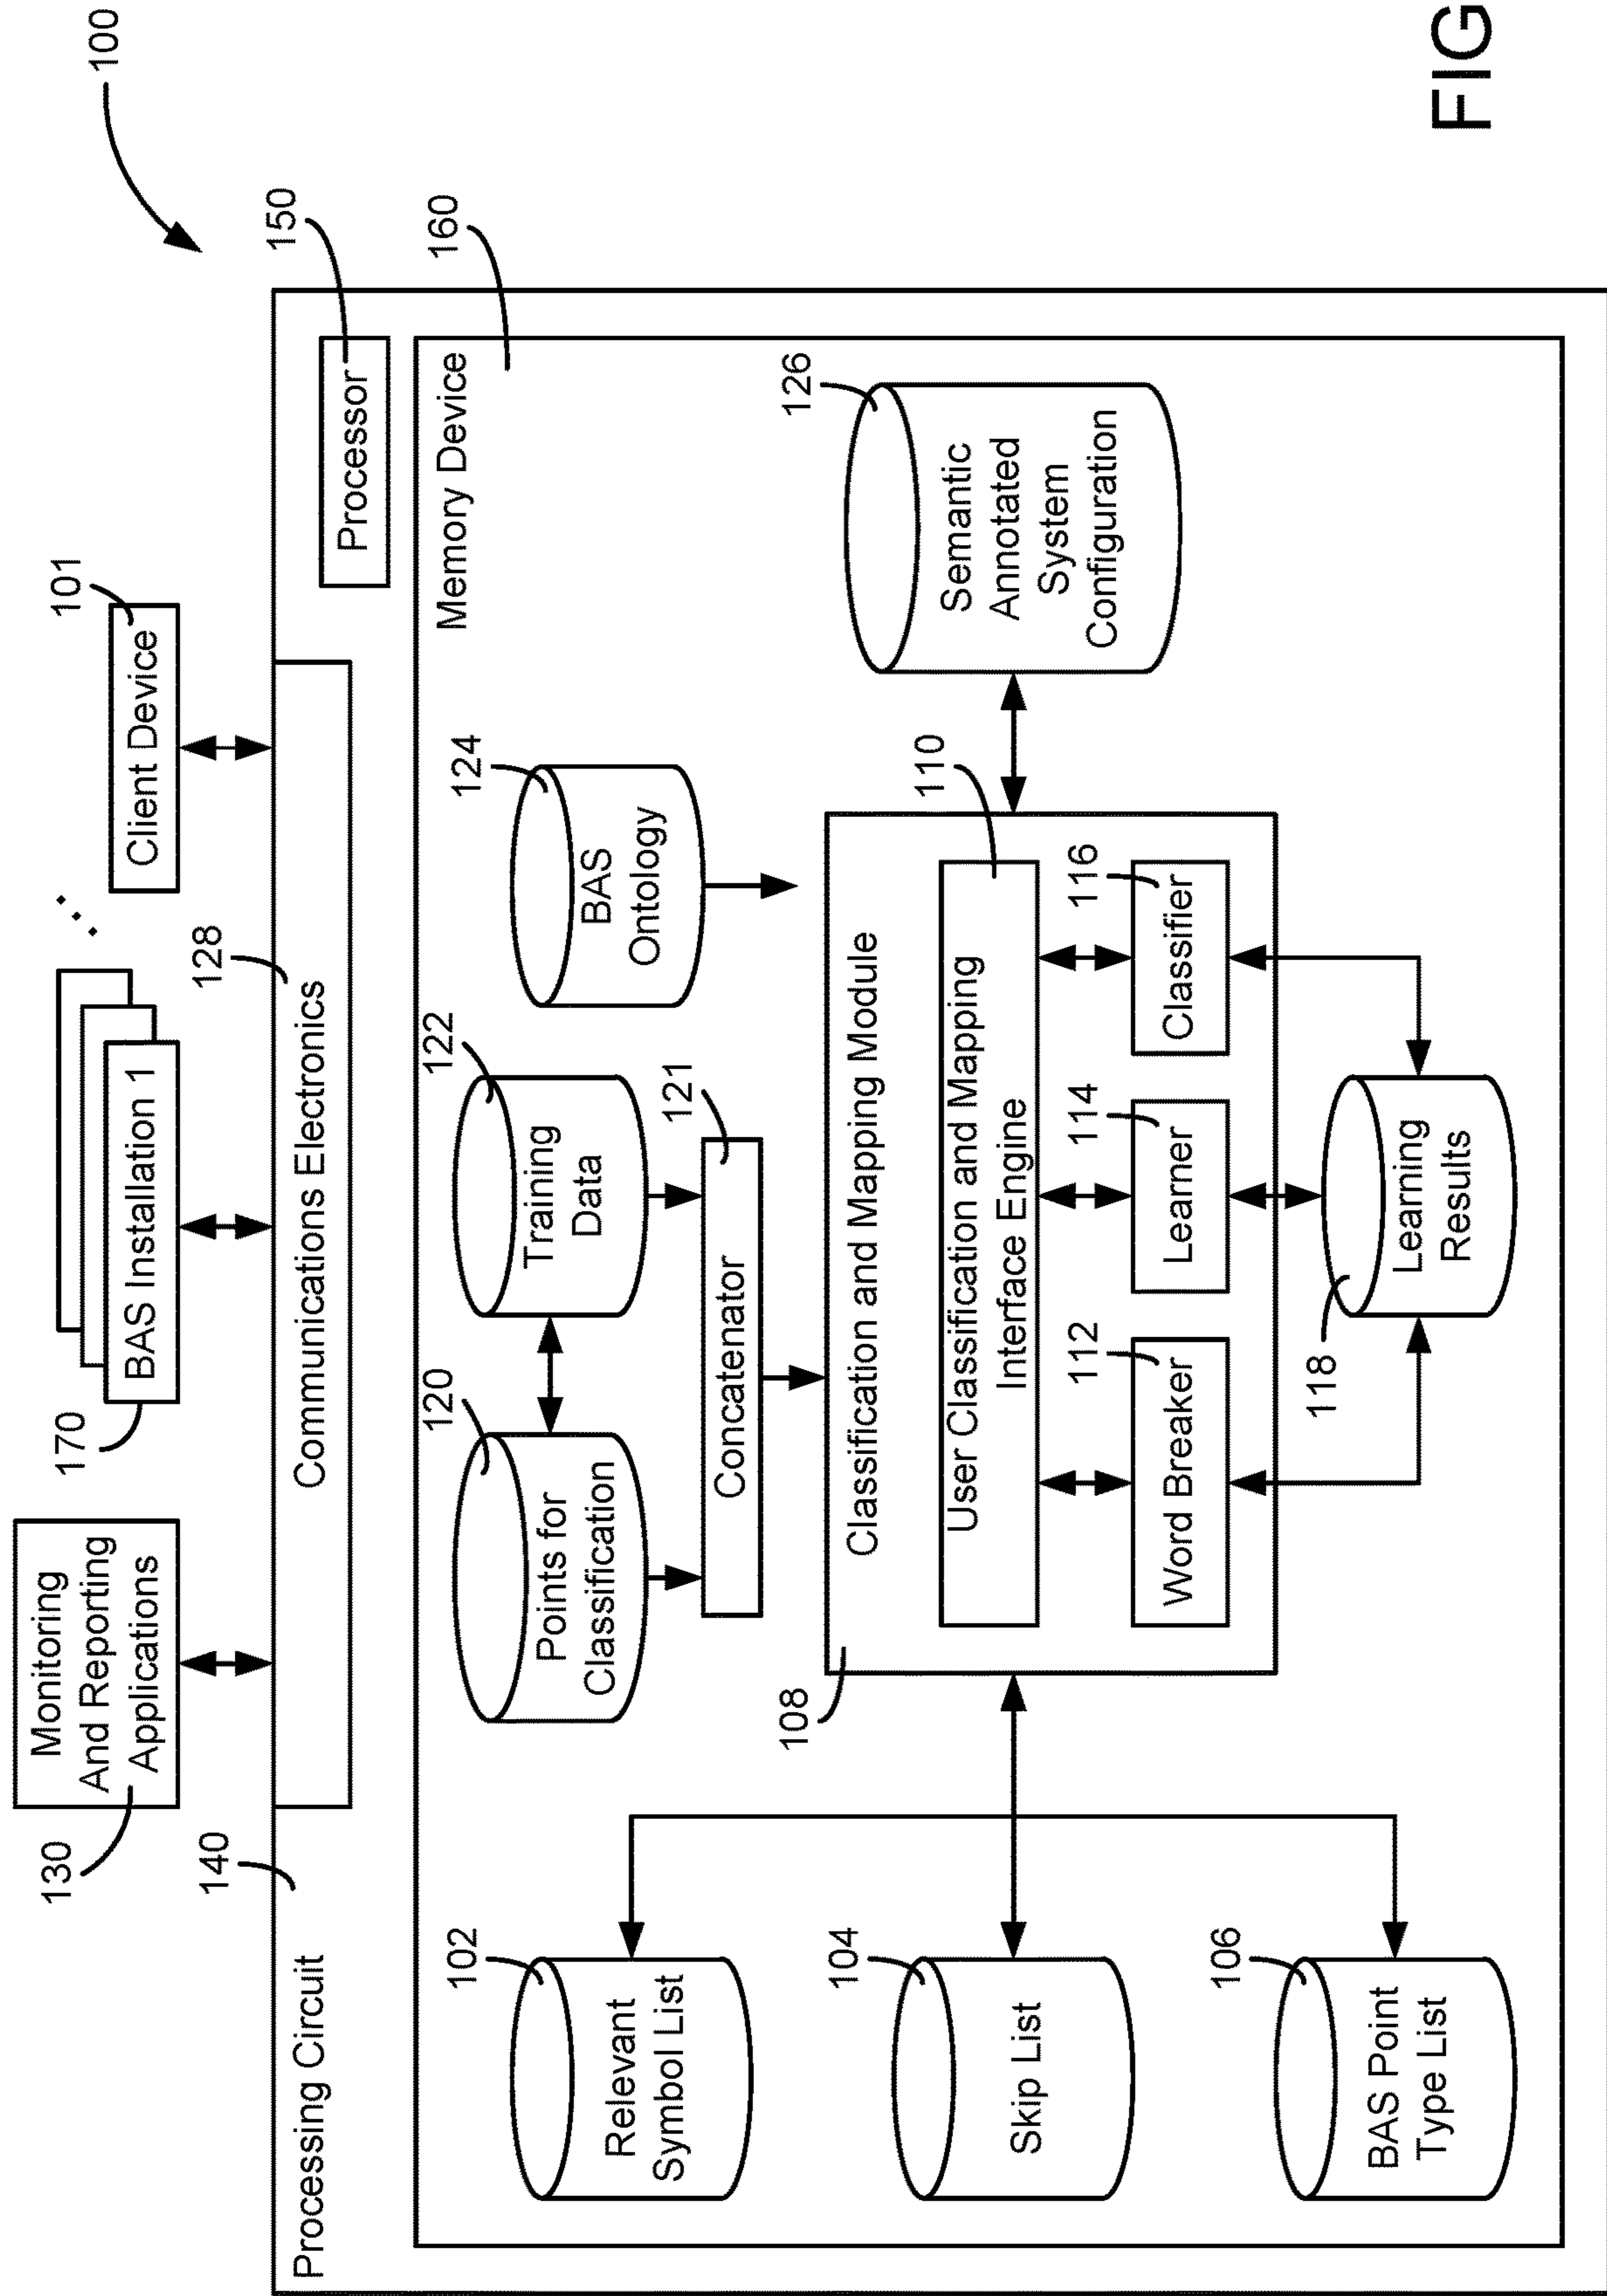 100
Monitoring
And Reporting
Applications
130
BAS Installation 1
170
Client Device
101
Processing Circuit
140
Communications Electronics
128
Processor
150
Memory Device
160
Relevant
Symbol List
102
Skip List
104
BAS Point
Type List
106
Points for
Classification
120
Training
Data
122
Concatenator
121
BAS
Ontology
124
Semantic
Annotated
System
Configuration
126
Classification and Mapping Module
108
User Classification and Mapping
Interface Engine
110
Word Breaker
112
Learner
114
Classifier
116
Learning
Results
118
FIG